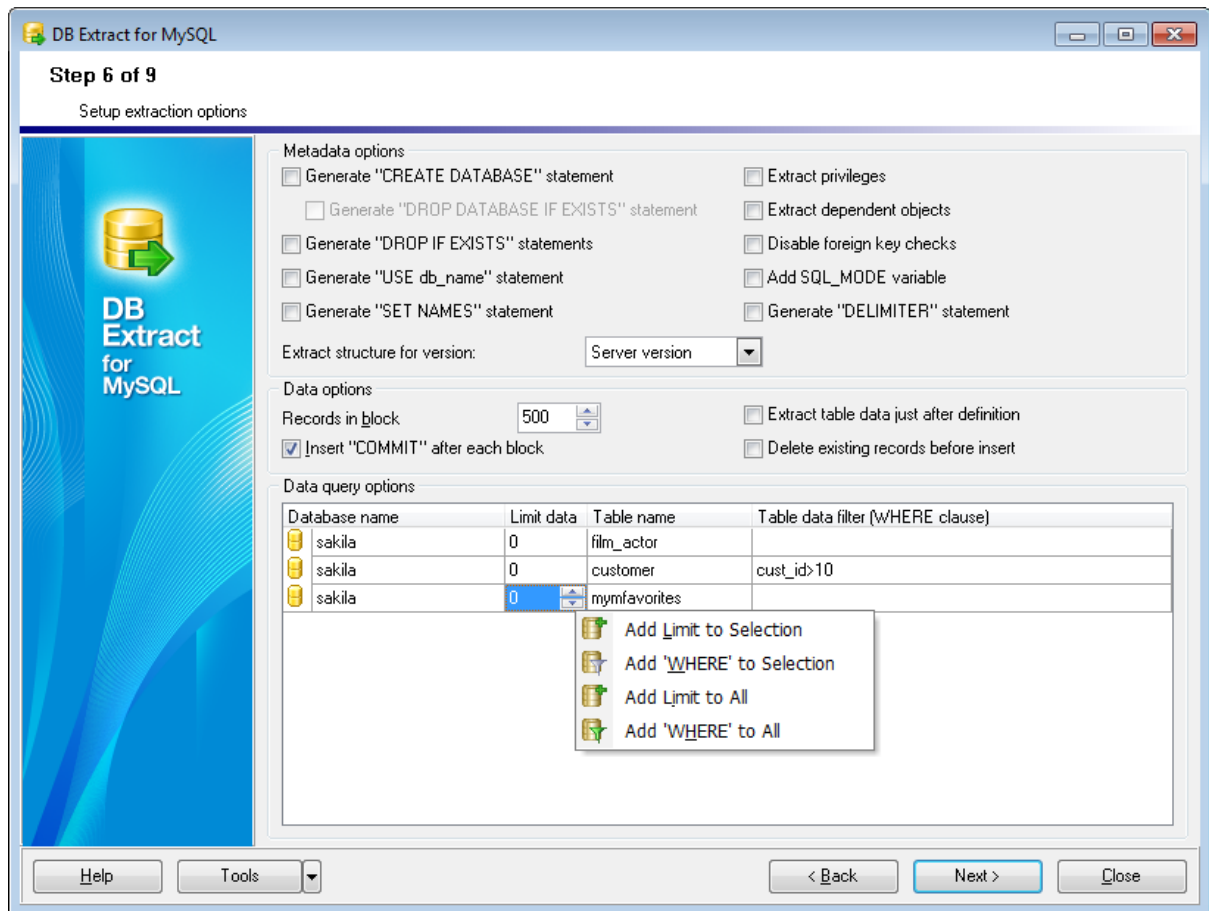 DB Extract for MySQL
Step 6 of 9
Setup extraction options
DB
Extract
for
MySQL
Metadata options
Generate "CREATE DATABASE" statement
Extract privileges
Generate "DROP DATABASE IF EXISTS" statement
Extract dependent objects
Generate "DROP IF EXISTS" statements
Disable foreign key checks
Generate "USE db_name" statement
Add SQL_MODE variable
Generate "SET NAMES" statement
Generate "DELIMITER" statement
Extract structure for version:
Server version
Data options
Records in block
500
Extract table data just after definition
Insert "COMMIT" after each block
Delete existing records before insert
Data query options
Database name Limit data Table name Table data filter (WHERE clause)
sakila 0 film_actor
sakila 0 customer cust_id>10
sakila 0 mymfavorites
Add Limit to Selection
Add 'WHERE' to Selection
Add Limit to All
Add 'WHERE' to All
Help Tools < Back Next > Close